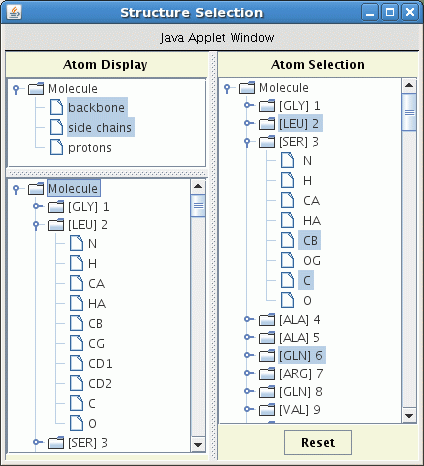 Structure Selection
Java Applet Window
Atom Display
Molecule
backbone
side chains
protons
Molecule
[GLY] 1
[LEU] 2
N
H
CA
HA
CB
CG
CD1
CD2
C
O
[SER] 3
Atom Selection
Molecule
[GLY] 1
[LEU] 2
[SER] 3
N
H
CA
HA
CB
OG
C
O
[ALA] 4
[ALA] 5
[GLN] 6
[ARG] 7
[GLN] 8
[VAL] 9
Reset